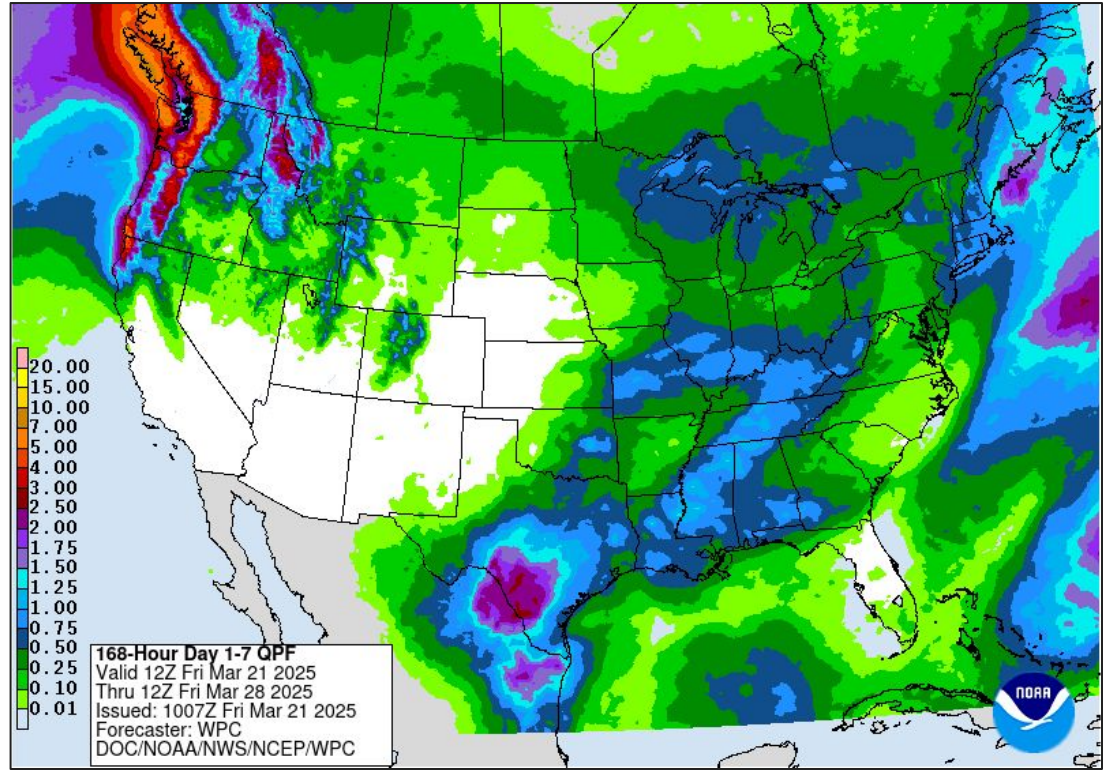 20.00
15.00
10.00
7.00
5.00
4.00
3.00
2.50
2.00
1.75
1.50
1.25
1.00
0.75
0.50
0.25
0.10
0.01
168-Hour Day 1-7 QPF
Valid 12Z Fri Mar 21 2025
Thru 12Z Fri Mar 28 2025
Issued: 1007Z Fri Mar 21 2025
Forecaster: WPC
DOC/NOAA/NWS/NCEP/WPC
NOAA